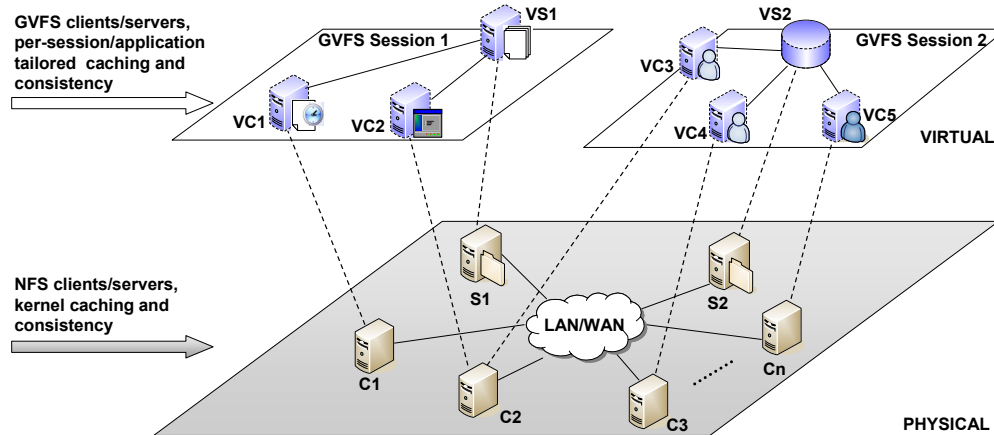 GVFS clients/servers,
per-session/application
tailored caching and
consistency
VS1
GVFS Session 1
VC1
VC2
VS2
GVFS Session 2
VC3
VC4
VC5
VIRTUAL
NFS clients/servers,
kernel caching and
consistency
S1
S2
LAN/WAN
C1
C2
C3
Cn
PHYSICAL